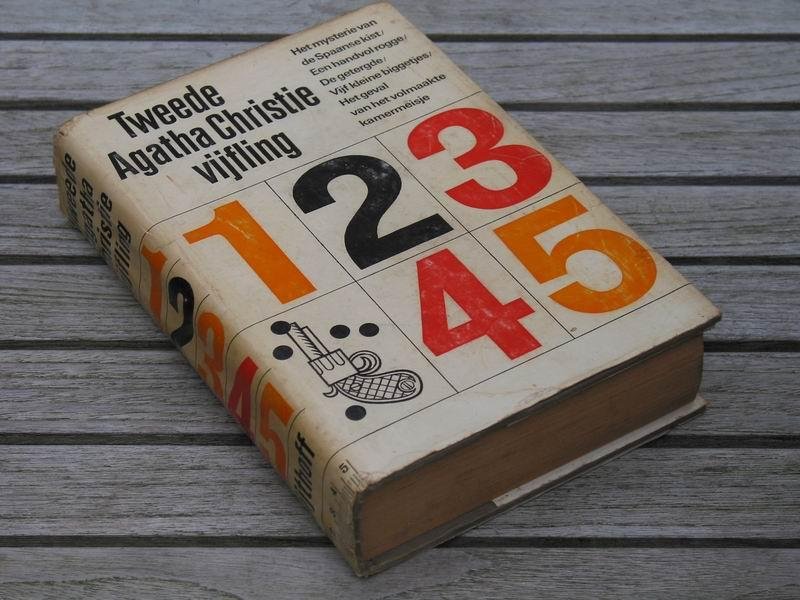 Tweede
Agatha Christie
vijfling
Het mysterie van
de Spaanse kist/
Een handvol rogge/
De getergde/
Vijf kleine biggetjes/
Het geval
van het volmaakte
kamermeisje
1 2 3
4 5
Tweede
Agatha
Christie
vijfling
1 2 3 4 5